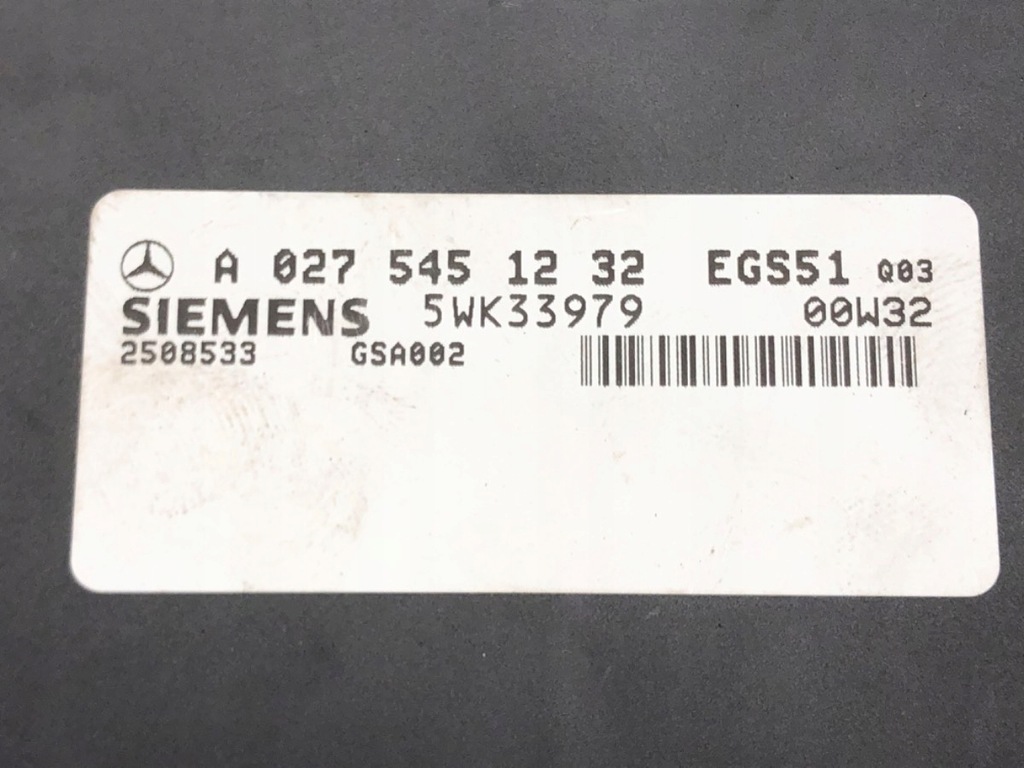 A 027 545 12 32 EGS51 Q03
SIEMENS 5WK33979 00W32
2508533 GSA002